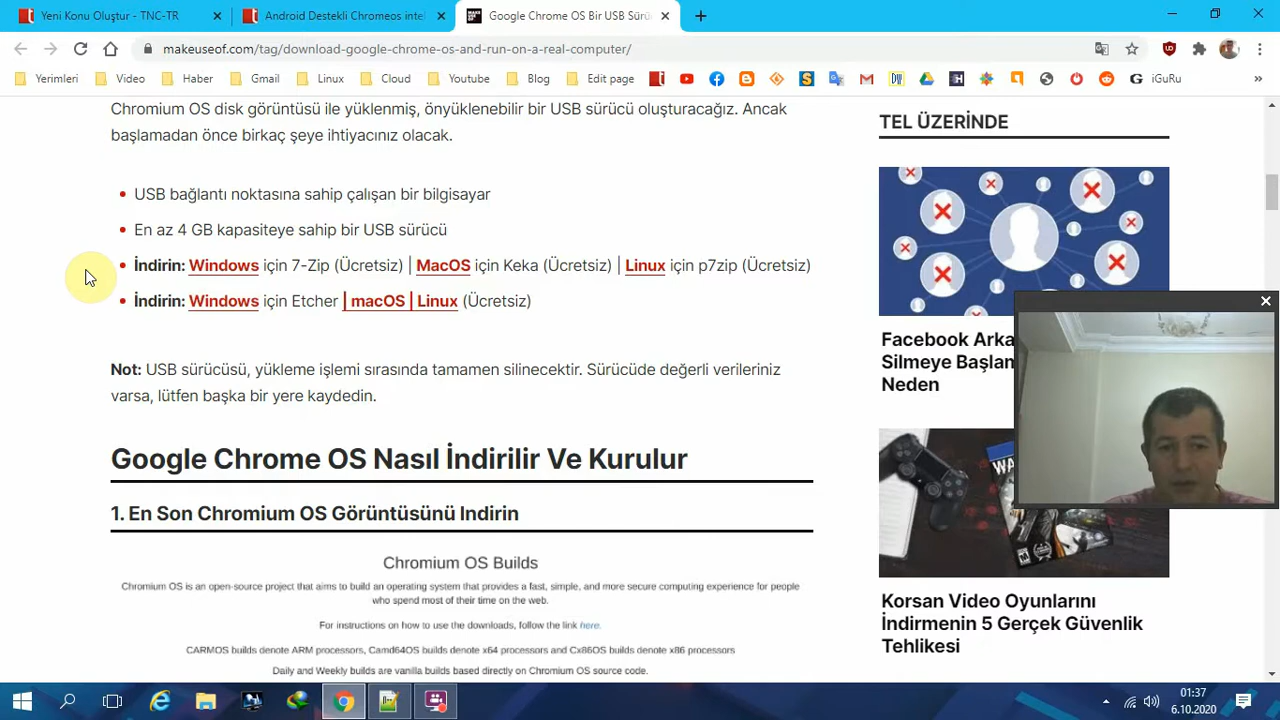 Yeni Konu Oluştur - TNC-TR
Android Destekli Chromeos intel
Google Chrome OS Bir USB Sürü
makeuseof.com/tag/download-google-chrome-os-and-run-on-a-real-computer/
Yerimleri
Video
Haber
Gmail
Linux
Cloud
Youtube
Blog
Edit page
iGuRu
Chromium OS disk görüntüsü ile yüklenmiş, önyüklenebilir bir USB sürücü oluşturacağız. Ancak
başlamadan önce birkaç şeye ihtiyacınız olacak.
USB bağlantı noktasına sahip çalışan bir bilgisayar
En az 4 GB kapasiteye sahip bir USB sürücü
İndirin: Windows için 7-Zip (Ücretsiz) | MacOS için Keka (Ücretsiz) | Linux için p7zip (Ücretsiz)
İndirin: Windows için Etcher | macOS | Linux (Ücretsiz)
Not: USB sürücüsü, yükleme işlemi sırasında tamamen silinecektir. Sürücüde değerli verileriniz
varsa, lütfen başka bir yere kaydedin.
Google Chrome OS Nasıl İndirilir Ve Kurulur
1. En Son Chromium OS Görüntüsünü Indirin
Chromium OS Builds
Chromium OS is an open-source project that aims to build an operating system that provides a fast, simple, and more secure computing experience for people
who spend most of their time on the web.
For instructions on how to use the downloads, follow the link here.
CARMOS builds denote ARM processors, Camd64OS builds denote x64 processors and Cx86OS builds denote x86 processors
Daily and Weekly builds are vanilla builds based directly on Chromium OS source code.
TEL ÜZERİNDE
Facebook Arka
Silmeye Başlan
Neden
Korsan Video Oyunlarını
İndirmenin 5 Gerçek Güvenlik
Tehlikesi
01:37
6.10.2020